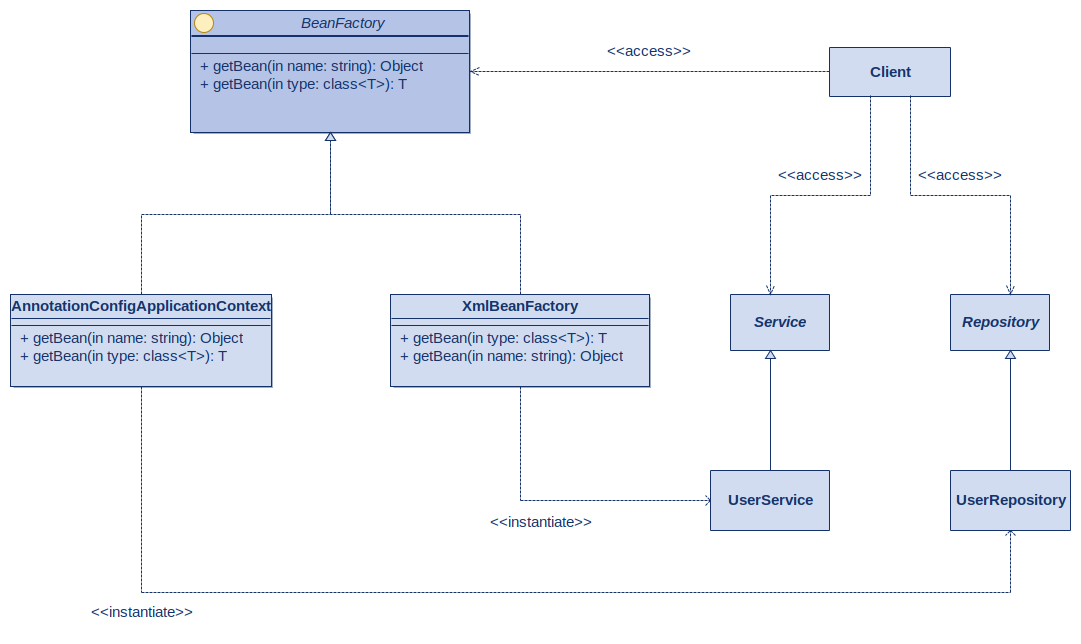 BeanFactory
+ getBean(in name: string): Object
+ getBean(in type: class<T>): T
<<access>>
Client
<<access>>
<<access>>
AnnotationConfigApplicationContext
+ getBean(in name: string): Object
+ getBean(in type: class<T>): T
XmlBeanFactory
+ getBean(in type: class<T>): T
+ getBean(in name: string): Object
Service
Repository
UserService
UserRepository
<<instantiate>>
<<instantiate>>